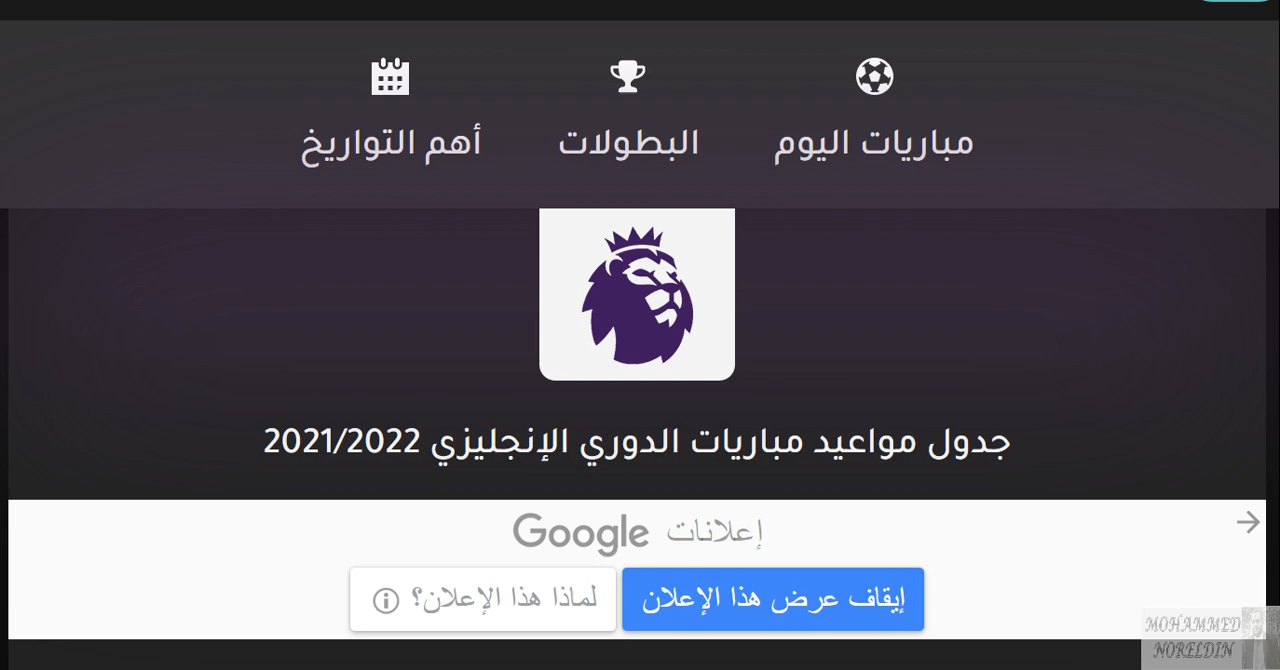 مباريات اليوم
البطولات
أهم التواريخ
جدول مواعيد مباريات الدوري الإنجليزي 2021/2022
إعلانات Google
إيقاف عرض هذا الإعلان
لماذا هذا الإعلان؟
MOHAMMED
NORELDIN